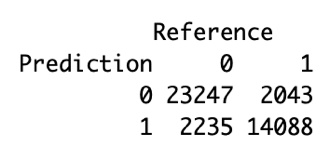 Reference
Prediction 0 1
0 23247 2043
1 2235 14088